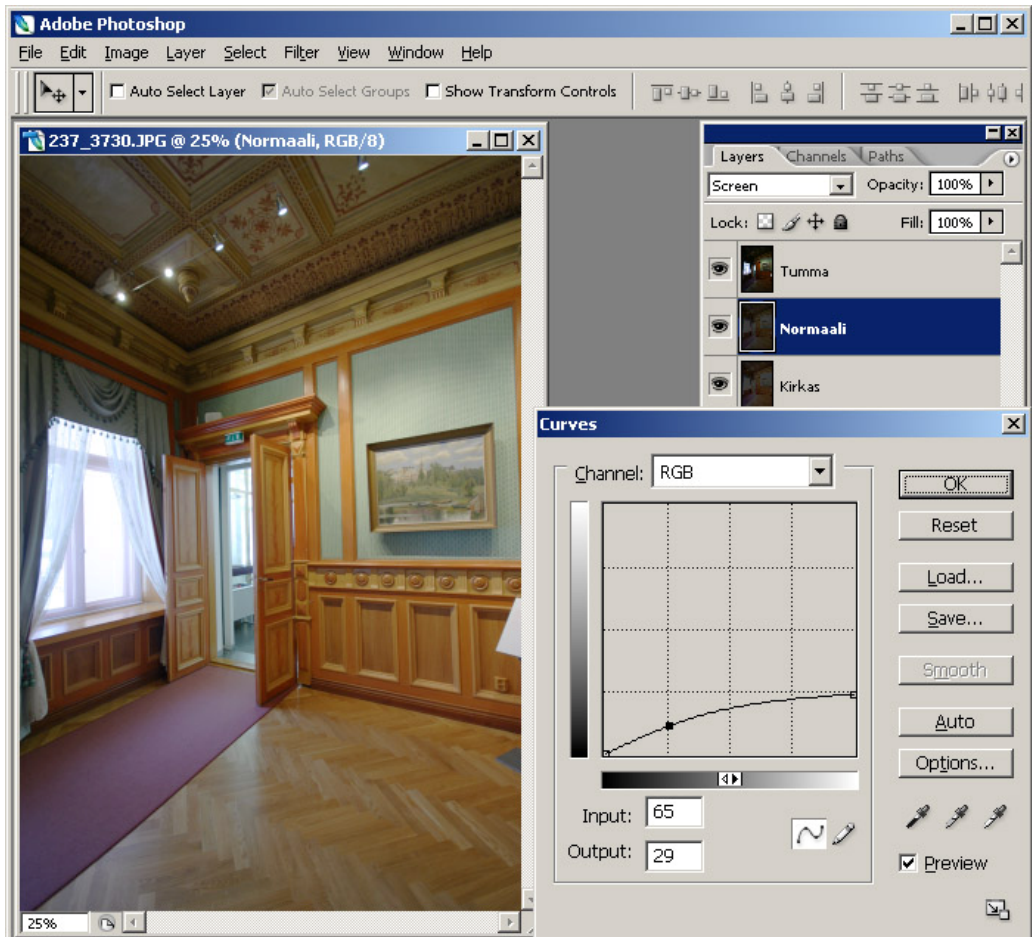 Adobe Photoshop
File Edit Image Layer Select Filter View Window Help
Auto Select Layer Auto Select Groups Show Transform Controls
237_3730.JPG @ 25% (Normaali, RGB/8)
Layers Channels Paths
Screen Opacity: 100%
Lock: Fill: 100%
Tumma
Normaali
Kirkas
Curves
Channel: RGB
OK
Reset
Load...
Save...
Smooth
Auto
Options...
Input: 65
Output: 29
Preview
25%